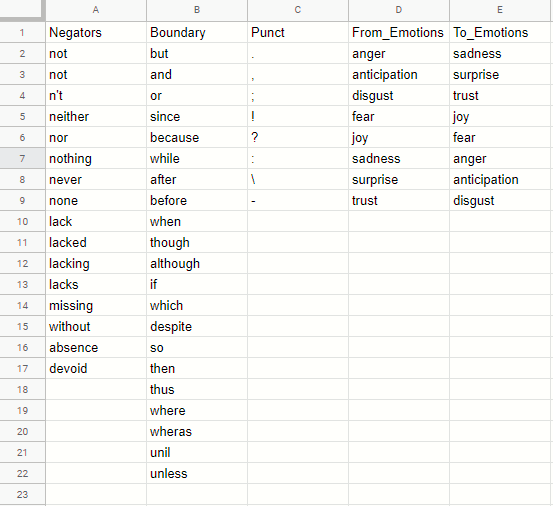 A B C D E
1 Negators Boundary Punct From_Emotions To_Emotions
2 not but . anger sadness
3 not and , anticipation surprise
4 n't or ; disgust trust
5 neither since ! fear joy
6 nor because ? joy fear
7 nothing while : sadness anger
8 never after \ surprise anticipation
9 none before - trust disgust
10 lack when
11 lacked though
12 lacking although
13 lacks if
14 missing which
15 without despite
16 absence so
17 devoid then
18 thus
19 where
20 wheras
21 unil
22 unless
23